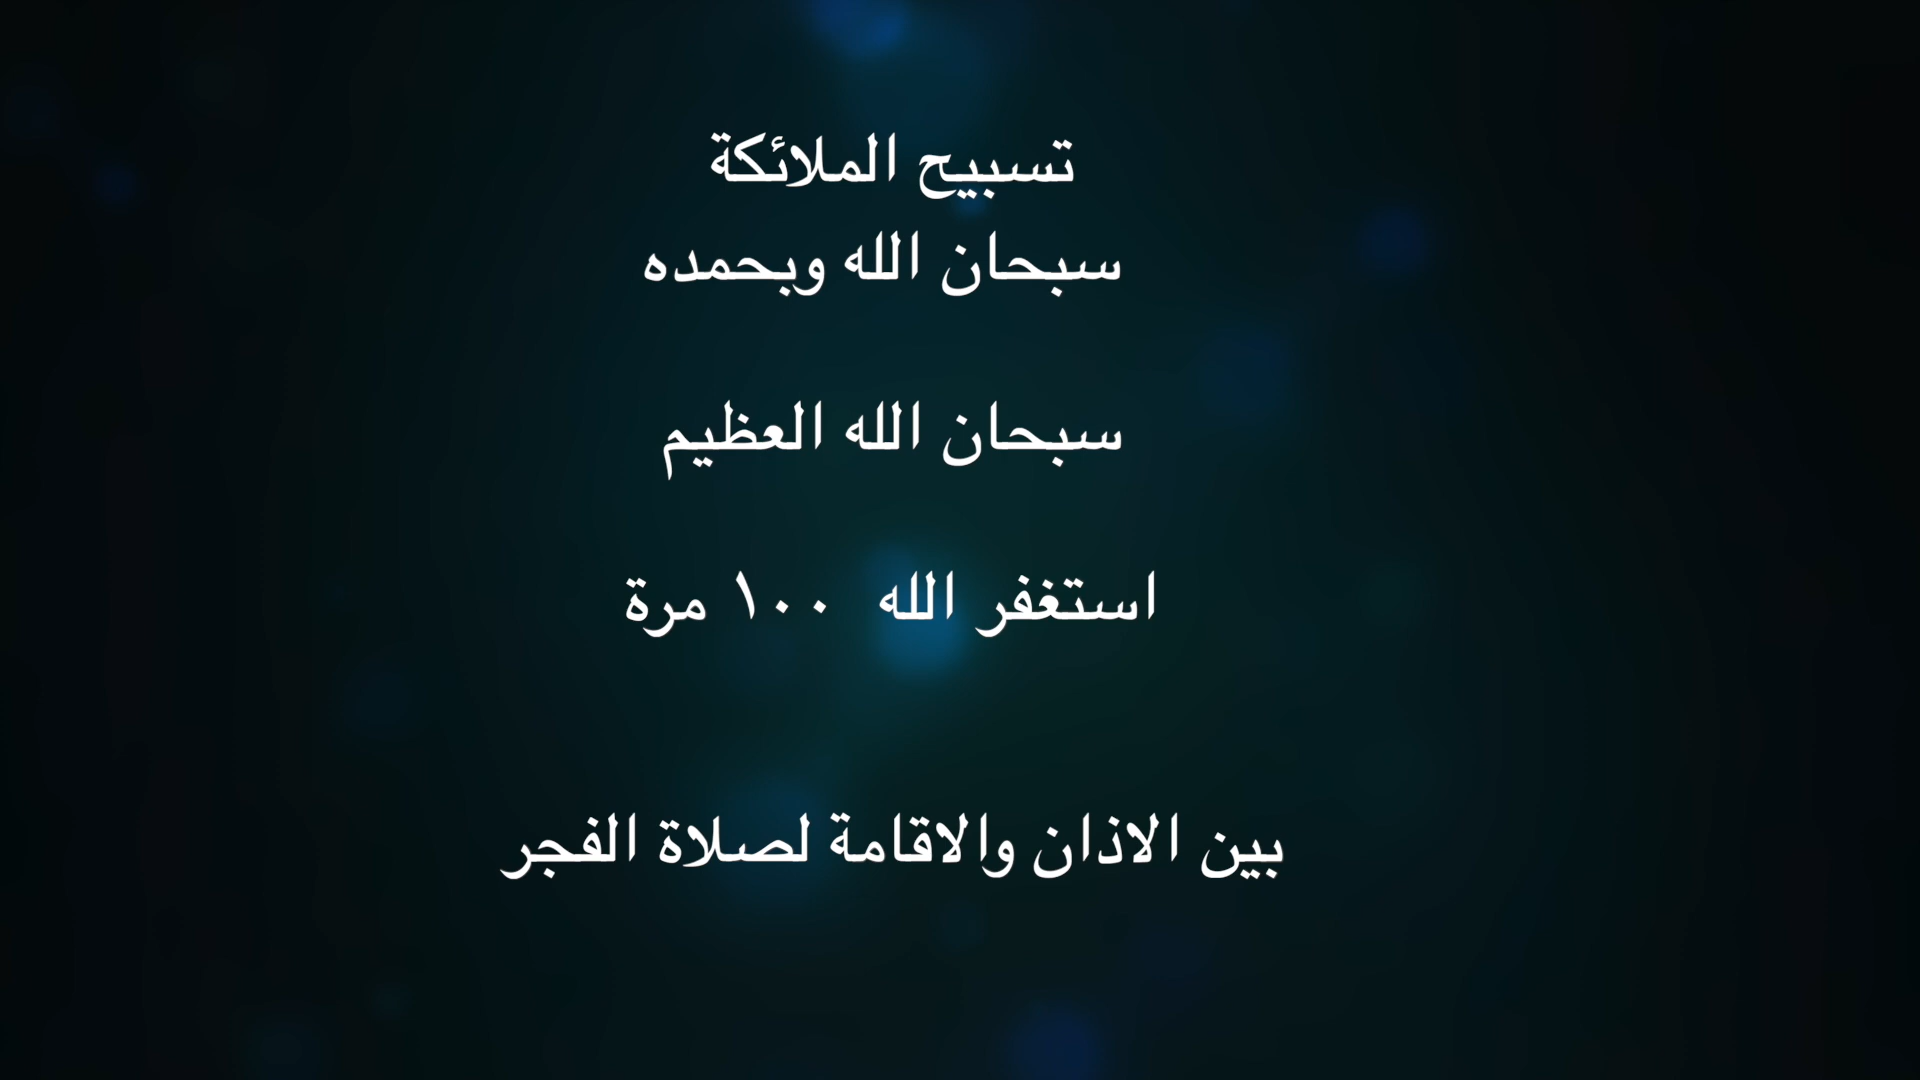 تسبيح الملائكة
سبحان الله وبحمده
سبحان الله العظيم
استغفر الله ١٠٠ مرة
بين الاذان والاقامة لصلاة الفجر